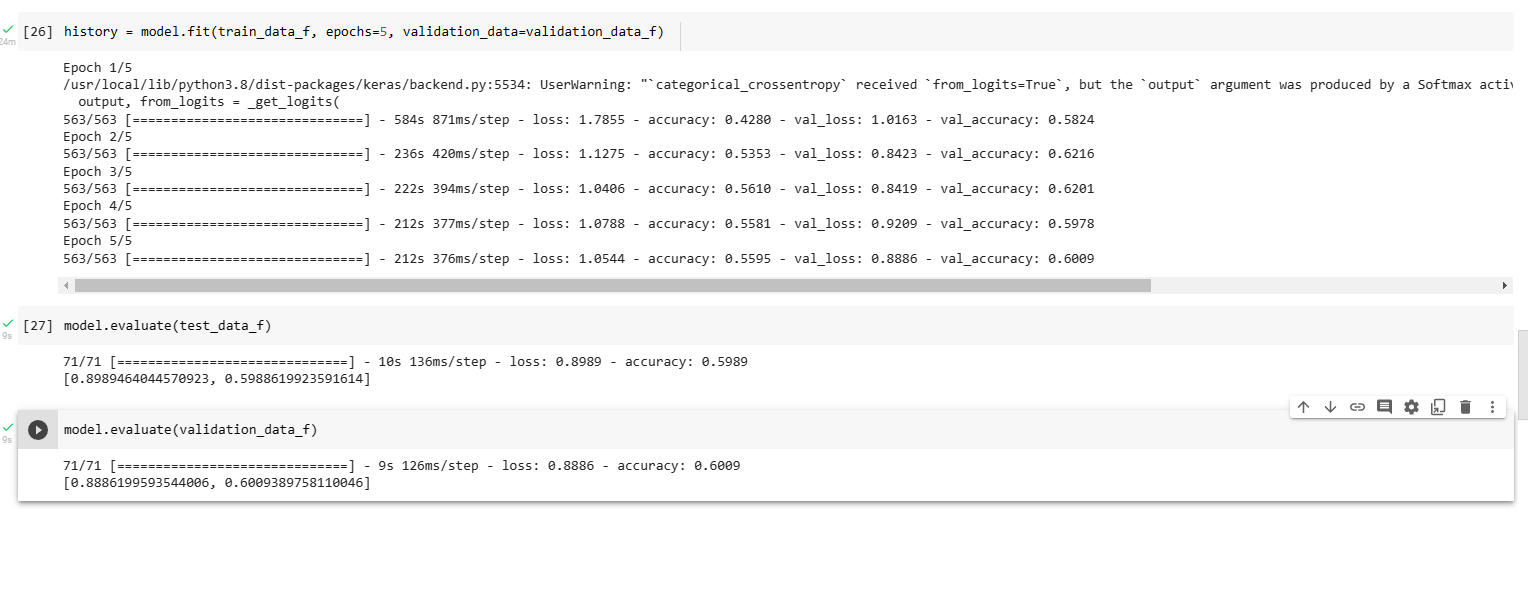 [26] history = model.fit(train_data_f, epochs=5, validation_data=validation_data_f)
24m
Epoch 1/5
/usr/local/lib/python3.8/dist-packages/keras/backend.py:5534: UserWarning: "`categorical_crossentropy` received `from_logits=True`, but the `output` argument was produced by a Softmax activ
  output, from_logits = _get_logits(
563/563 [==============================] - 584s 871ms/step - loss: 1.7855 - accuracy: 0.4280 - val_loss: 1.0163 - val_accuracy: 0.5824
Epoch 2/5
563/563 [==============================] - 236s 420ms/step - loss: 1.1275 - accuracy: 0.5353 - val_loss: 0.8423 - val_accuracy: 0.6216
Epoch 3/5
563/563 [==============================] - 222s 394ms/step - loss: 1.0406 - accuracy: 0.5610 - val_loss: 0.8419 - val_accuracy: 0.6201
Epoch 4/5
563/563 [==============================] - 212s 377ms/step - loss: 1.0788 - accuracy: 0.5581 - val_loss: 0.9209 - val_accuracy: 0.5978
Epoch 5/5
563/563 [==============================] - 212s 376ms/step - loss: 1.0544 - accuracy: 0.5595 - val_loss: 0.8886 - val_accuracy: 0.6009
[27] model.evaluate(test_data_f)
9s
71/71 [==============================] - 10s 136ms/step - loss: 0.8989 - accuracy: 0.5989
[0.8989464044570923, 0.5988619923591614]
model.evaluate(validation_data_f)
9s
71/71 [==============================] - 9s 126ms/step - loss: 0.8886 - accuracy: 0.6009
[0.8886199593544006, 0.6009389758110046]